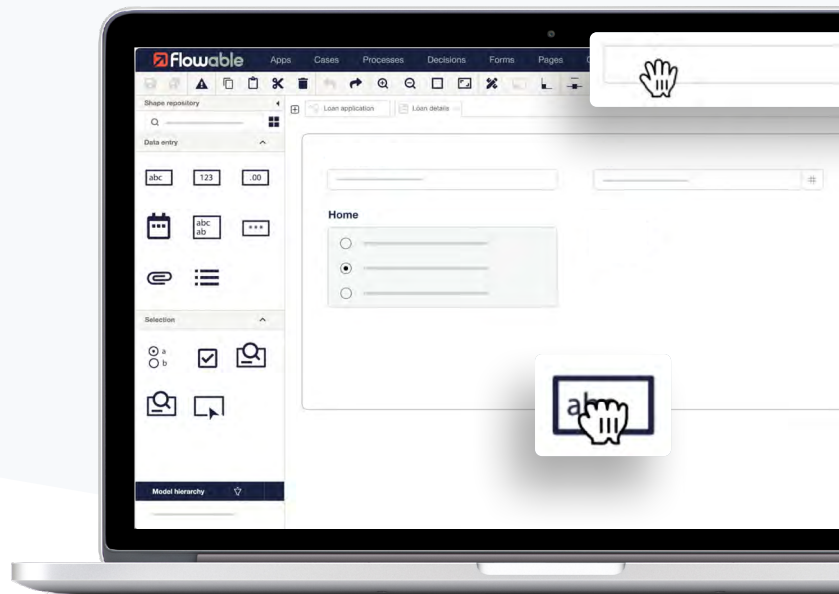 Flowable Apps Cases Processes Decisions Forms Pages
Shape repository
Loan application Loan details
Data entry
abc 123 .00
abc
ab
Home
Selection
a
b
Model hierarchy